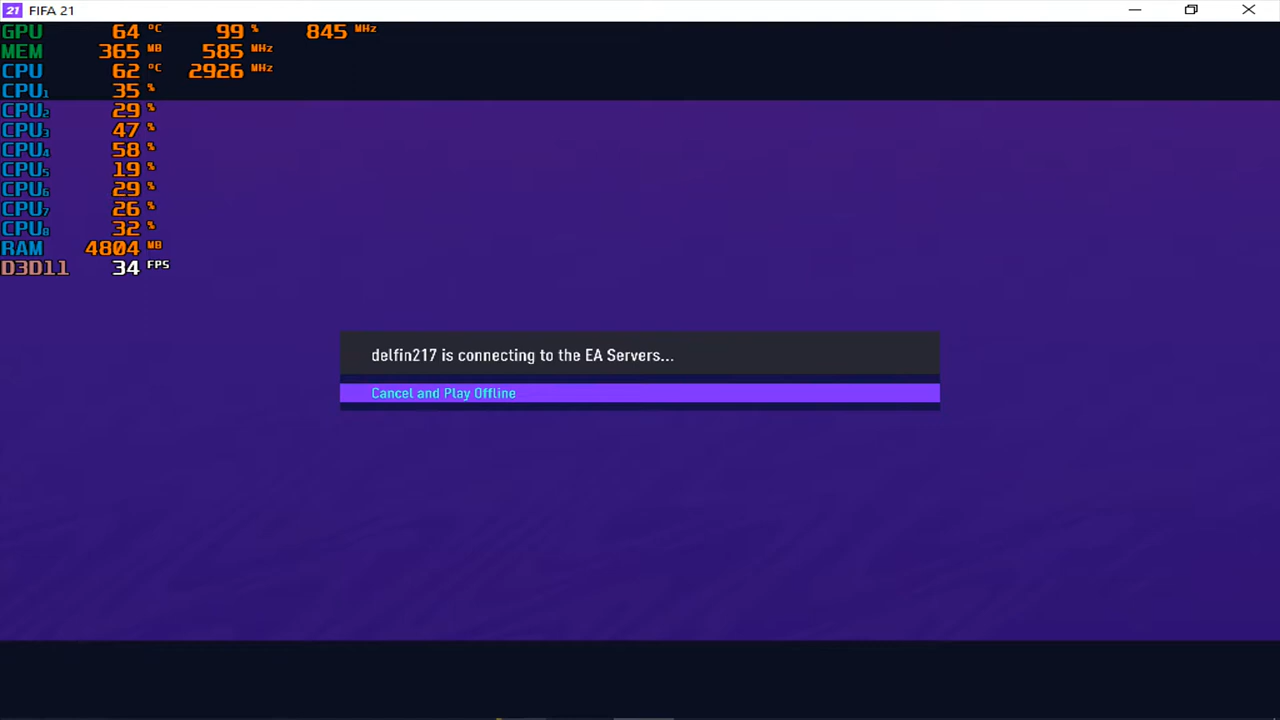 21 FIFA 21
GPU 64 °C 99 % 845 MHz
MEM 365 MB 585 MHz
CPU 62 °C 2926 MHz
CPU1 35 %
CPU2 29 %
CPU3 47 %
CPU4 58 %
CPU5 19 %
CPU6 29 %
CPU7 26 %
CPU8 32 %
RAM 4804 MB
D3D11 34 FPS
delfin217 is connecting to the EA Servers...
Cancel and Play Offline